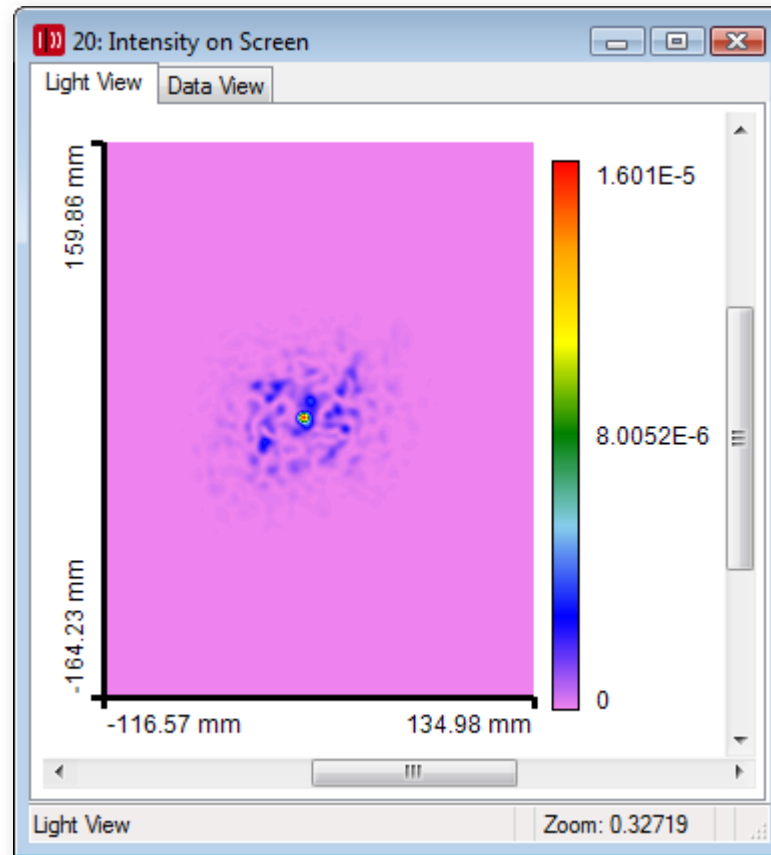 20: Intensity on Screen
Light View
Data View
159.86 mm
-164.23 mm
-116.57 mm
134.98 mm
1.601E-5
8.0052E-6
0
Light View
Zoom: 0.32719